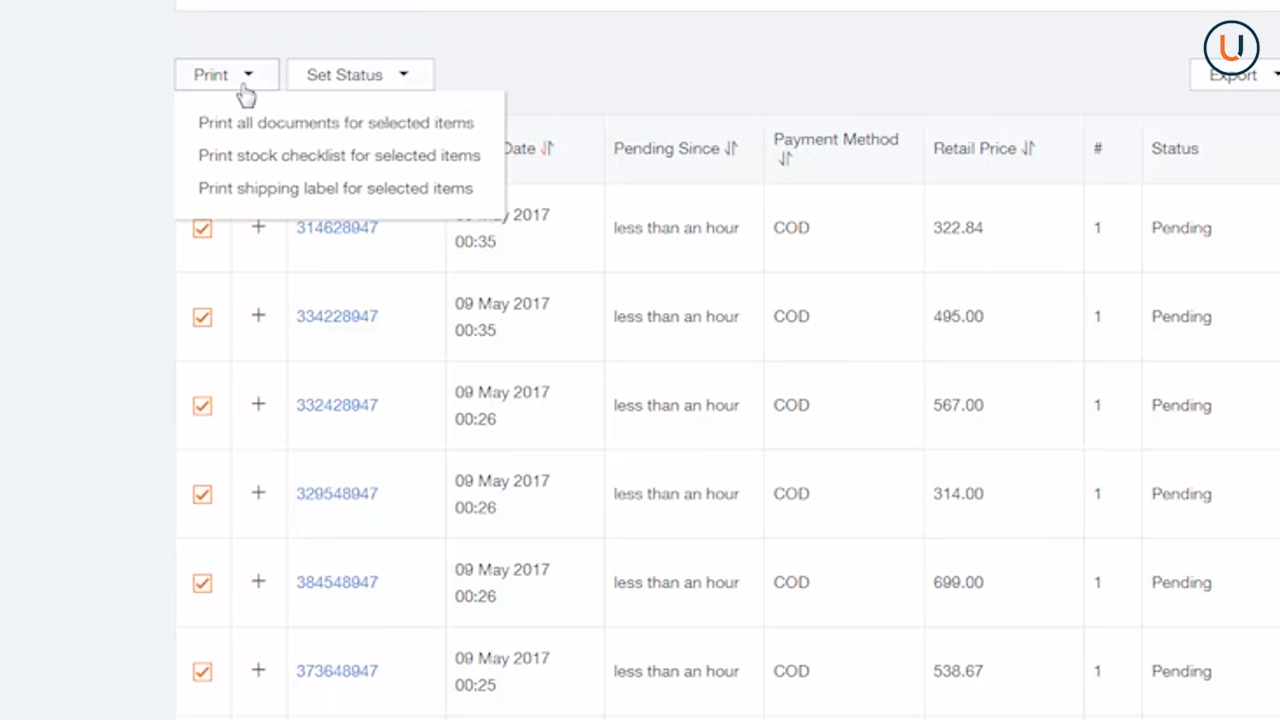 U
Print
Set Status
Export
Print all documents for selected items
Print stock checklist for selected items
Print shipping label for selected items
Date
Pending Since
Payment Method
Retail Price
#
Status
+
314628947
09 May 2017
00:35
less than an hour
COD
322.84
1
Pending
+
334228947
09 May 2017
00:35
less than an hour
COD
495.00
1
Pending
+
332428947
09 May 2017
00:26
less than an hour
COD
567.00
1
Pending
+
329548947
09 May 2017
00:26
less than an hour
COD
314.00
1
Pending
+
384548947
09 May 2017
00:26
less than an hour
COD
699.00
1
Pending
+
373648947
09 May 2017
00:25
less than an hour
COD
538.67
1
Pending